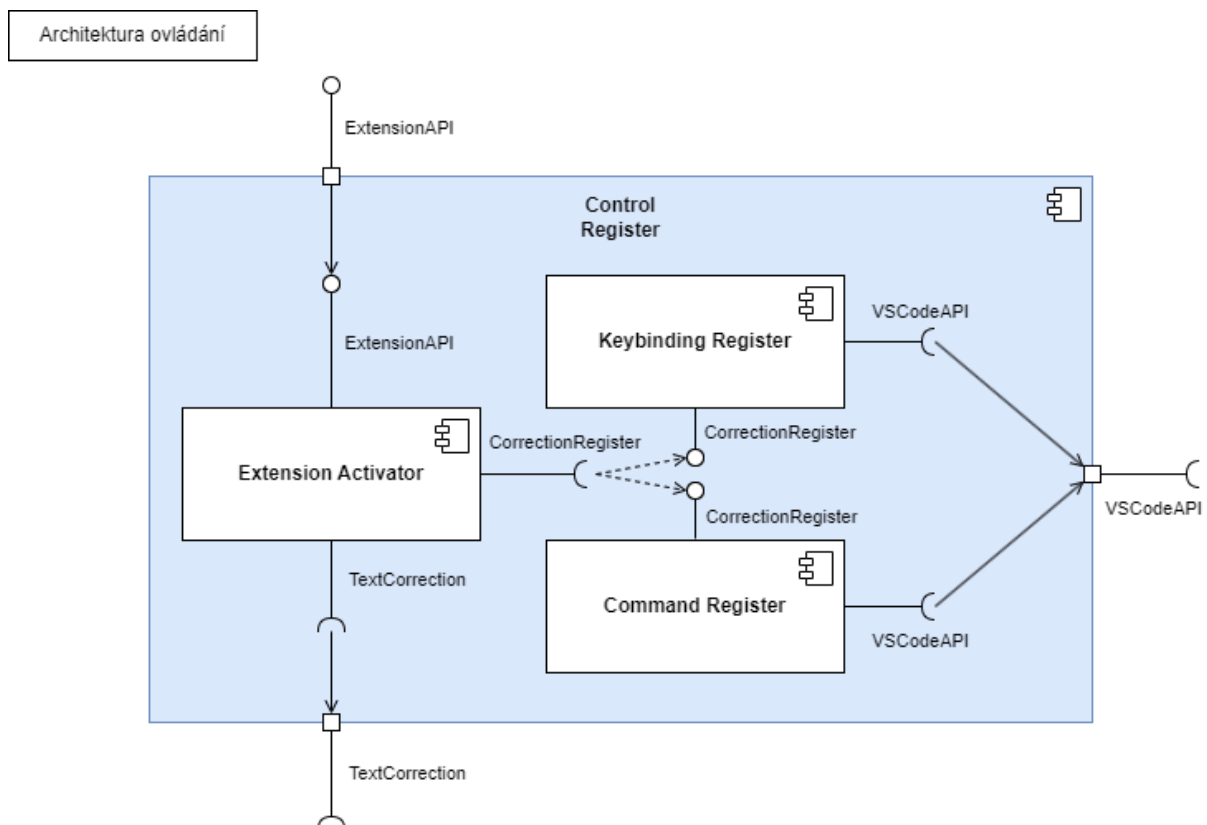 Architektura ovládání
ExtensionAPI
Control
Register
ExtensionAPI
Keybinding Register
VSCodeAPI
CorrectionRegister
CorrectionRegister
Extension Activator
VSCodeAPI
CorrectionRegister
TextCorrection
Command Register
VSCodeAPI
TextCorrection